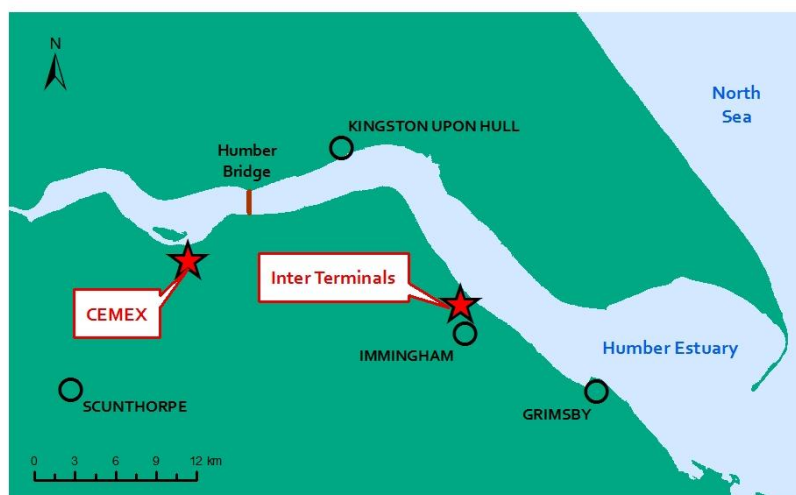 N
North
Sea
KINGSTON UPON HULL
Humber
Bridge
Inter Terminals
CEMEX
IMMINGHAM
Humber Estuary
SCUNTHORPE
GRIMSBY
0 3 6 9 12 km